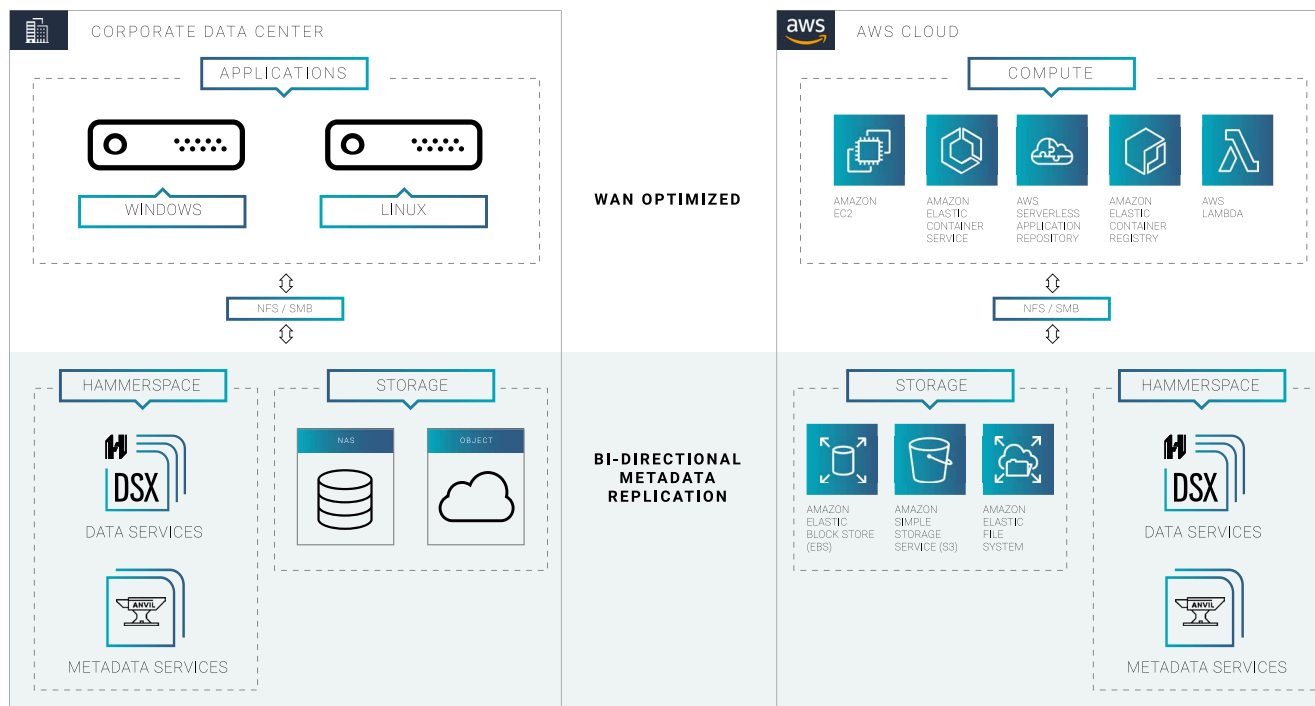 CORPORATE DATA CENTER
APPLICATIONS
WINDOWS
LINUX
NFS / SMB
HAMMERSPACE
DSX
DATA SERVICES
ANVIL
METADATA SERVICES
STORAGE
NAS
OBJECT
WAN OPTIMIZED
BI-DIRECTIONAL
METADATA
REPLICATION
aws
AWS CLOUD
COMPUTE
AMAZON
EC2
AMAZON
ELASTIC
CONTAINER
SERVICE
AWS
SERVERLESS
APPLICATION
REPOSITORY
AMAZON
ELASTIC
CONTAINER
REGISTRY
AWS
LAMBDA
NFS / SMB
STORAGE
AMAZON
ELASTIC
BLOCK STORE
(EBS)
AMAZON
SIMPLE
STORAGE
SERVICE (S3)
AMAZON
ELASTIC
FILE
SYSTEM
HAMMERSPACE
DSX
DATA SERVICES
ANVIL
METADATA SERVICES